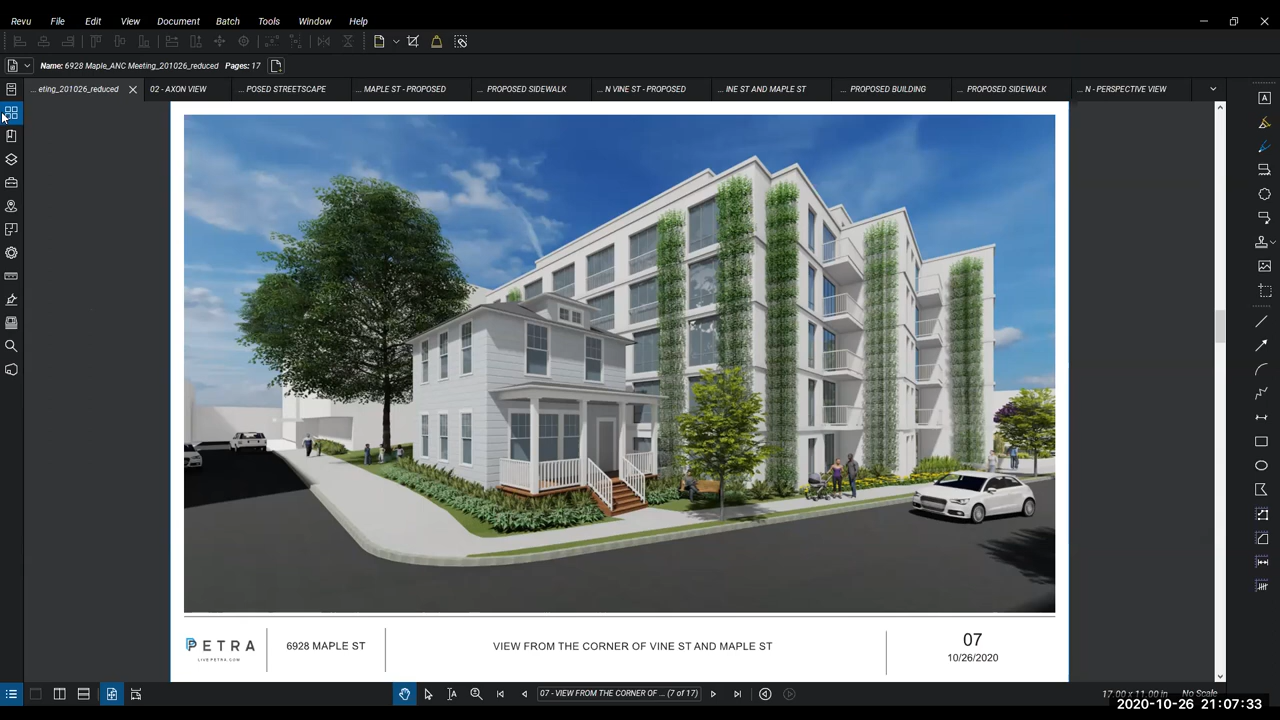 Revu File Edit View Document Batch Tools Window Help
Name: 6928 Maple_ANC Meeting_201026_reduced Pages: 17
... eting_201026_reduced 02 - AXON VIEW ... POSED STREETSCAPE ... MAPLE ST - PROPOSED ... PROPOSED SIDEWALK ... N VINE ST - PROPOSED ... INE ST AND MAPLE ST ... PROPOSED BUILDING ... PROPOSED SIDEWALK ... N - PERSPECTIVE VIEW
PETRA
LIVEPETRA.COM
6928 MAPLE ST
VIEW FROM THE CORNER OF VINE ST AND MAPLE ST
07
10/26/2020
07 - VIEW FROM THE CORNER OF ... (7 of 17)
17.00 x 11.00 in No Scale
2020-10-26 21:07:33